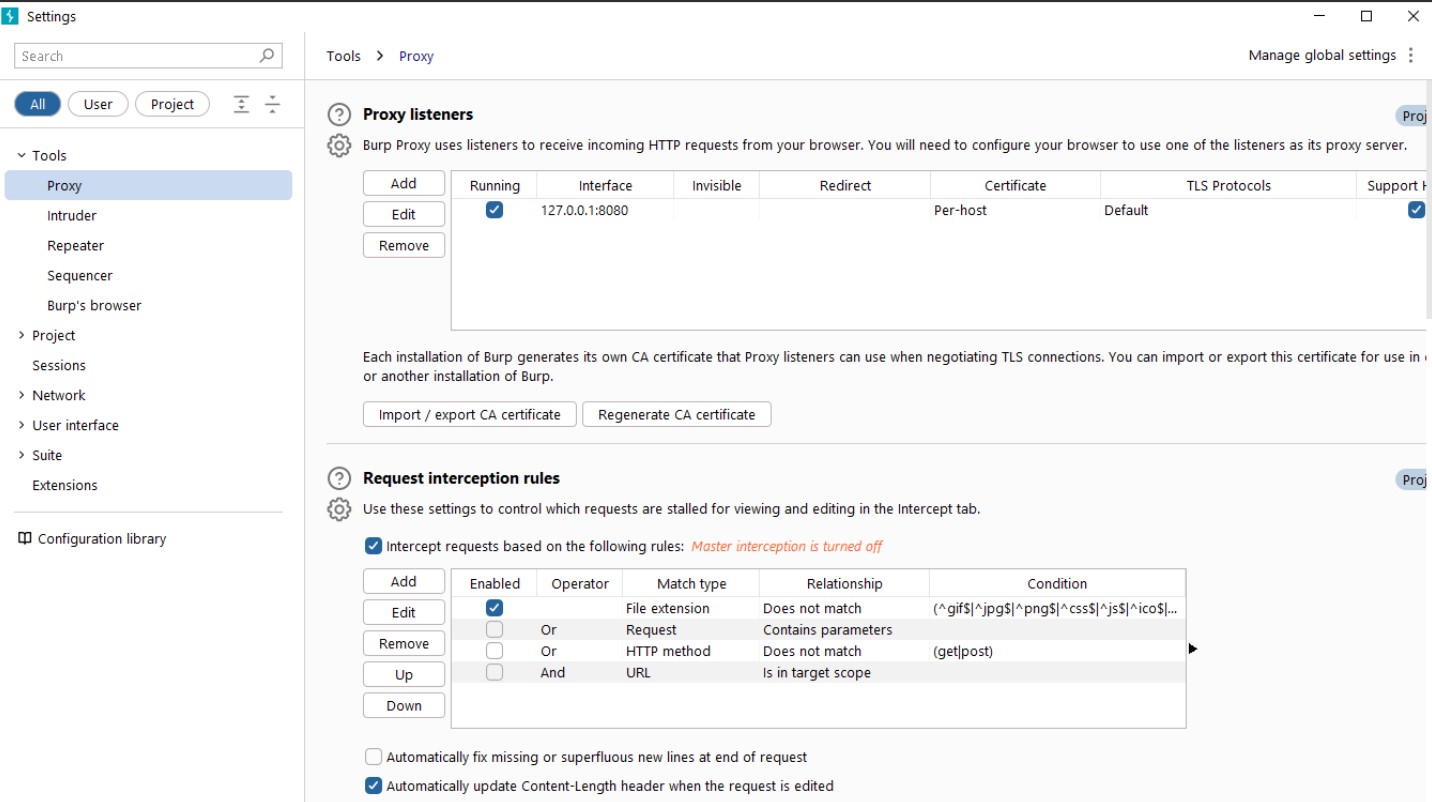 Settings
Search
Tools > Proxy
Manage global settings
All User Project
Tools
Proxy
Intruder
Repeater
Sequencer
Burp's browser
Project
Sessions
Network
User interface
Suite
Extensions
Configuration library
Proxy listeners
Proj
Burp Proxy uses listeners to receive incoming HTTP requests from your browser. You will need to configure your browser to use one of the listeners as its proxy server.
Add
Edit
Remove
Running Interface Invisible Redirect Certificate TLS Protocols Support H
127.0.0.1:8080 Per-host Default
Each installation of Burp generates its own CA certificate that Proxy listeners can use when negotiating TLS connections. You can import or export this certificate for use in
or another installation of Burp.
Import / export CA certificate Regenerate CA certificate
Request interception rules
Proj
Use these settings to control which requests are stalled for viewing and editing in the Intercept tab.
Intercept requests based on the following rules: Master interception is turned off
Add
Edit
Remove
Up
Down
Enabled Operator Match type Relationship Condition
File extension Does not match (^gif$|^jpg$|^png$|^css$|^js$|^ico$|...
Or Request Contains parameters
Or HTTP method Does not match (get|post)
And URL Is in target scope
Automatically fix missing or superfluous new lines at end of request
Automatically update Content-Length header when the request is edited